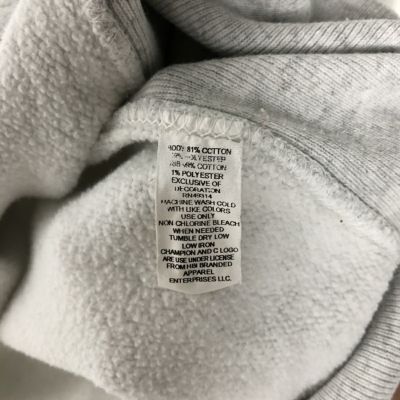 BODY 81% COTTON
19% POLYESTER
RIB 99% COTTON
1% POLYESTER
EXCLUSIVE OF
DECORATION
RN49314
MACHINE WASH COLD
WITH LIKE COLORS
USE ONLY
NON CHLORINE BLEACH
WHEN NEEDED
TUMBLE DRY LOW
LOW IRON
CHAMPION AND C LOGO
ARE USE UNDER LICENSE
FROM HBI BRANDED
APPAREL
ENTERPRISES LLC.